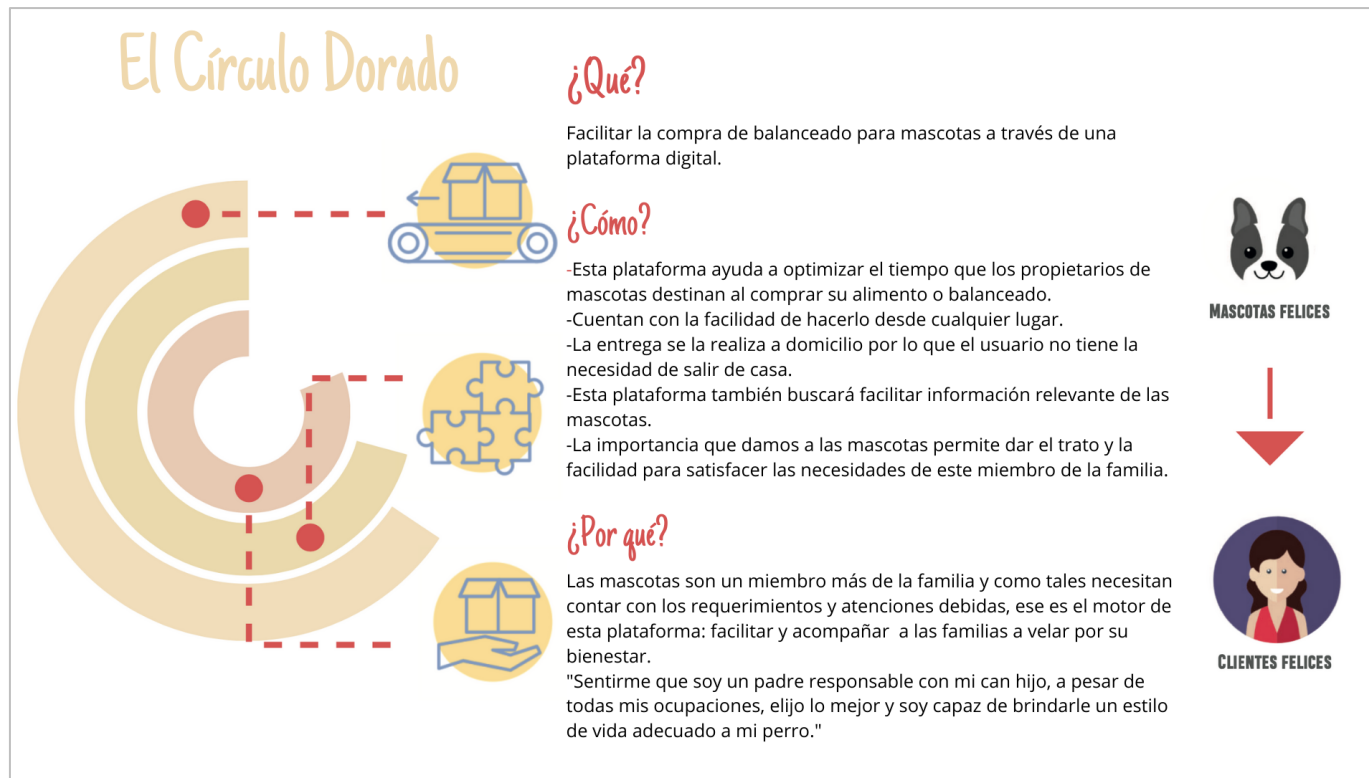 El Círculo Dorado
¿Qué?
Facilitar la compra de balanceado para mascotas a través de una
plataforma digital.
¿Cómo?
-Esta plataforma ayuda a optimizar el tiempo que los propietarios de
mascotas destinan al comprar su alimento o balanceado.
-Cuentan con la facilidad de hacerlo desde cualquier lugar.
-La entrega se la realiza a domicilio por lo que el usuario no tiene la
necesidad de salir de casa.
-Esta plataforma también buscará facilitar información relevante de las
mascotas.
-La importancia que damos a las mascotas permite dar el trato y la
facilidad para satisfacer las necesidades de este miembro de la familia.
¿Por qué?
Las mascotas son un miembro más de la familia y como tales necesitan
contar con los requerimientos y atenciones debidas, ese es el motor de
esta plataforma: facilitar y acompañar  a las familias a velar por su
bienestar.
"Sentirme que soy un padre responsable con mi can hijo, a pesar de
todas mis ocupaciones, elijo lo mejor y soy capaz de brindarle un estilo
de vida adecuado a mi perro."
MASCOTAS FELICES
CLIENTES FELICES